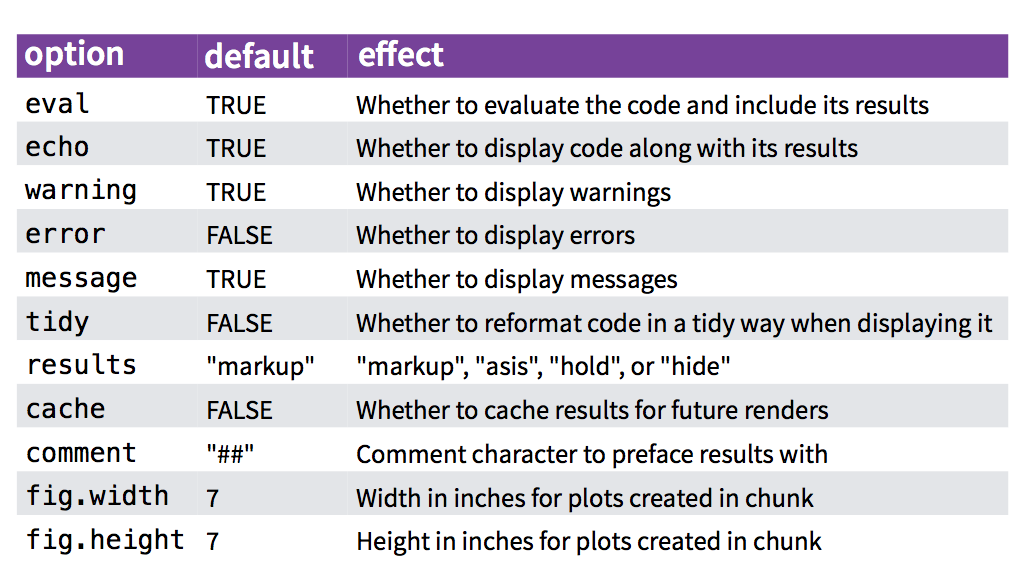 option default effect
eval TRUE Whether to evaluate the code and include its results
echo TRUE Whether to display code along with its results
warning TRUE Whether to display warnings
error FALSE Whether to display errors
message TRUE Whether to display messages
tidy FALSE Whether to reformat code in a tidy way when displaying it
results "markup" "markup", "asis", "hold", or "hide"
cache FALSE Whether to cache results for future renders
comment "##" Comment character to preface results with
fig.width 7 Width in inches for plots created in chunk
fig.height 7 Height in inches for plots created in chunk